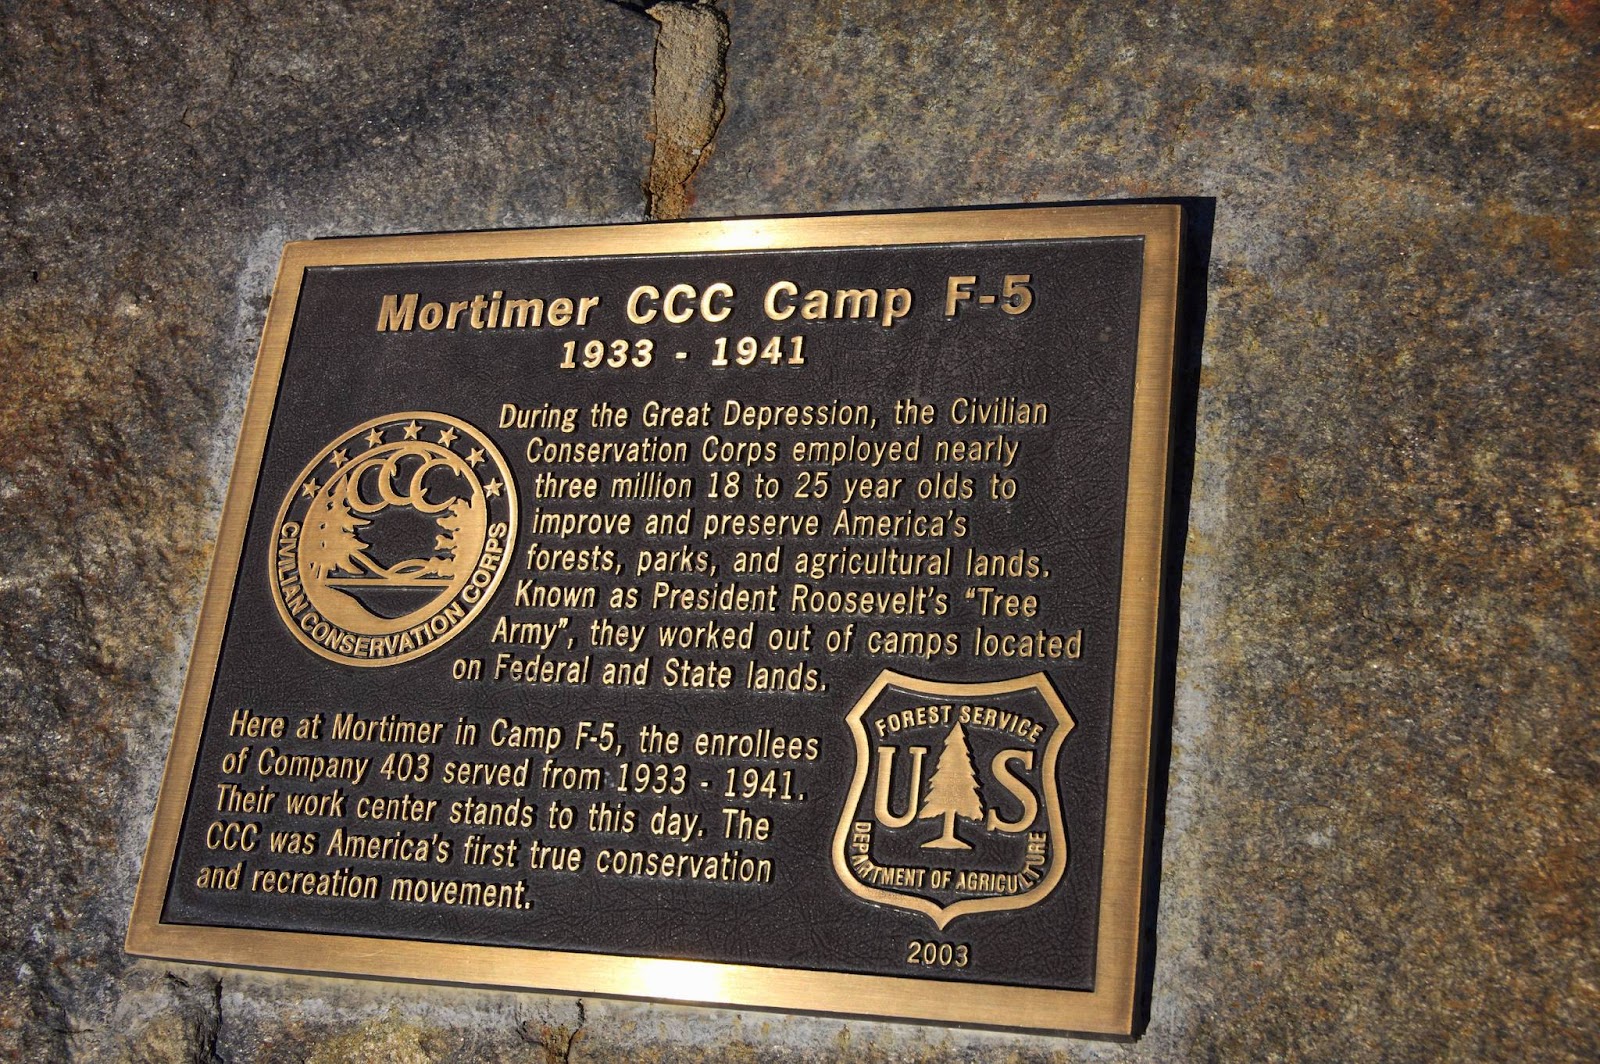 Mortimer CCC Camp F-5
1933 - 1941
During the Great Depression, the Civilian
Conservation Corps employed nearly
three million 18 to 25 year olds to
improve and preserve America's
forests, parks, and agricultural lands.
Known as President Roosevelt's "Tree
Army", they worked out of camps located
on Federal and State lands.
CCC
CIVILIAN CONSERVATION CORPS
Here at Mortimer in Camp F-5, the enrollees
of Company 403 served from 1933 - 1941.
Their work center stands to this day. The
CCC was America's first true conservation
and recreation movement.
FOREST SERVICE
US
DEPARTMENT OF AGRICULTURE
2003